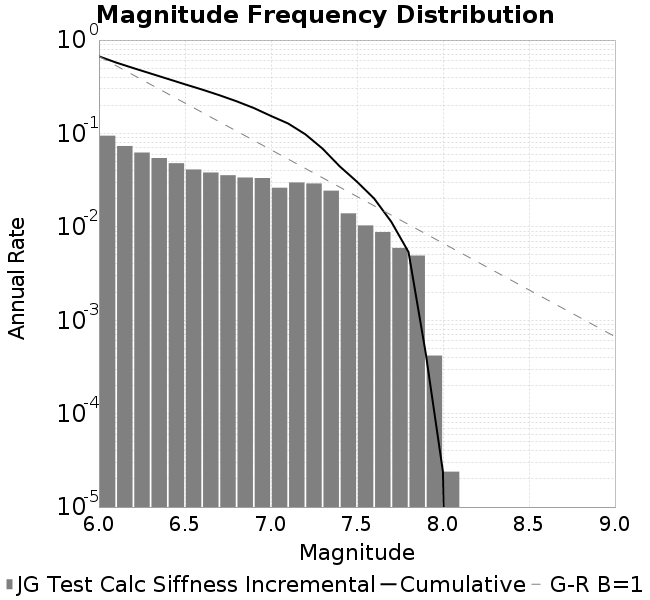 Magnitude Frequency Distribution
10^0
10^-1
10^-2
10^-3
10^-4
10^-5
Annual Rate
6.0 6.5 7.0 7.5 8.0 8.5 9.0
Magnitude
JG Test Calc Siffness Incremental Cumulative G-R B=1